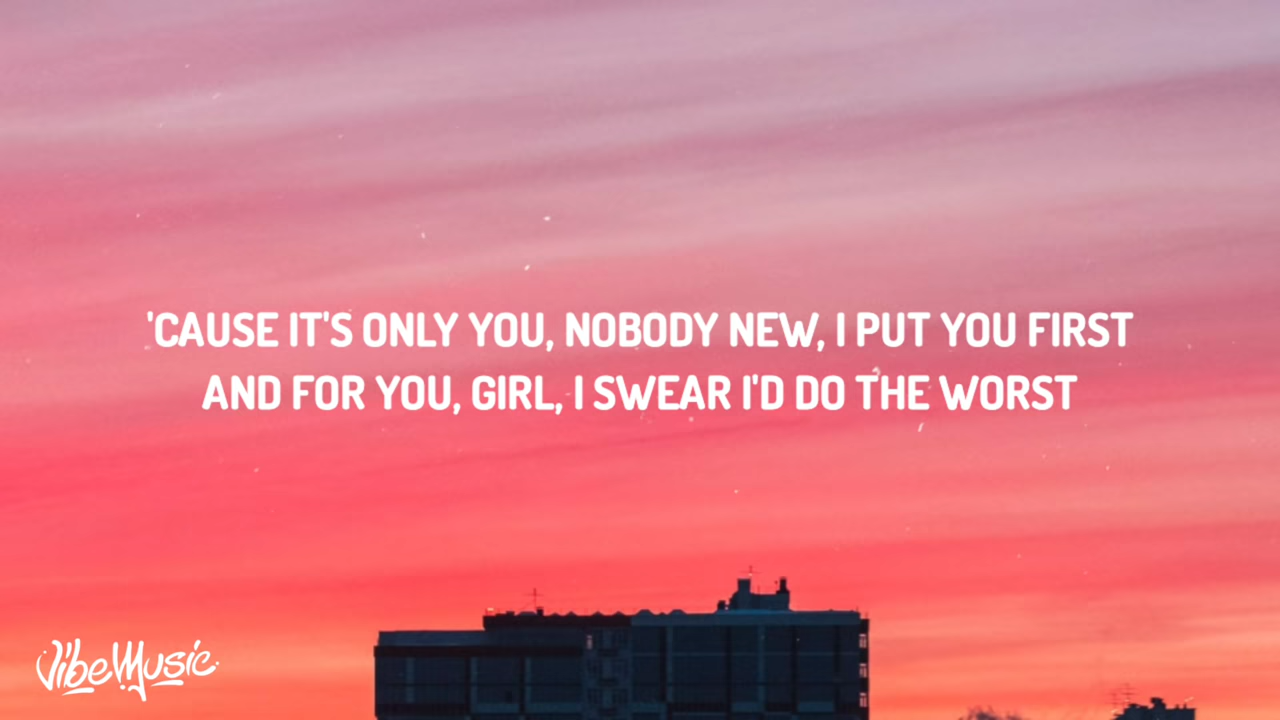 'CAUSE IT'S ONLY YOU, NOBODY NEW, I PUT YOU FIRST
AND FOR YOU, GIRL, I SWEAR I'D DO THE WORST
VibeMusic